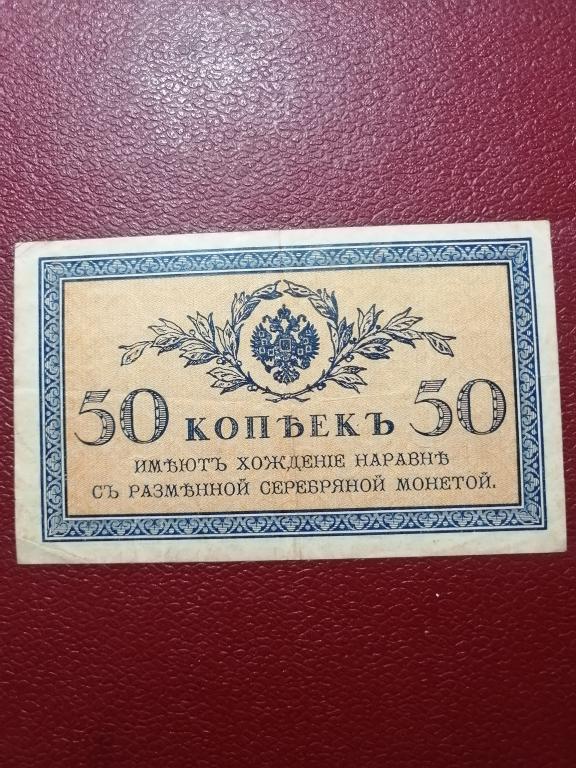 50 КОПѢЕКЪ 50
ИМѢЮТЪ ХОЖДЕНІЕ НАРАВНѢ
СЪ РАЗМѢННОЙ СЕРЕБРЯНОЙ МОНЕТОЙ.